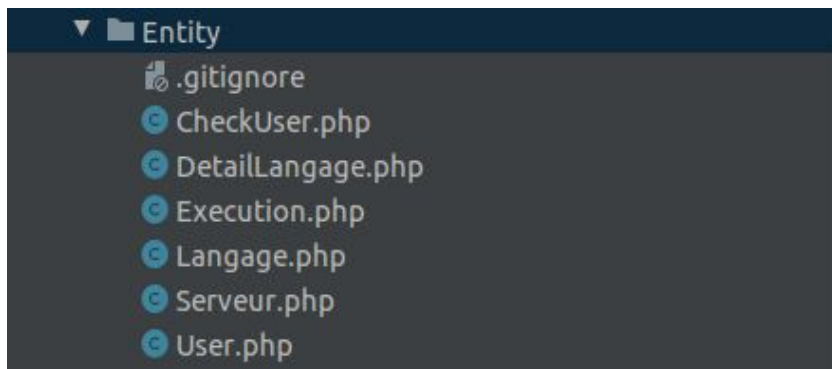 Entity
.gitignore
CheckUser.php
DetailLangage.php
Execution.php
Langage.php
Serveur.php
User.php